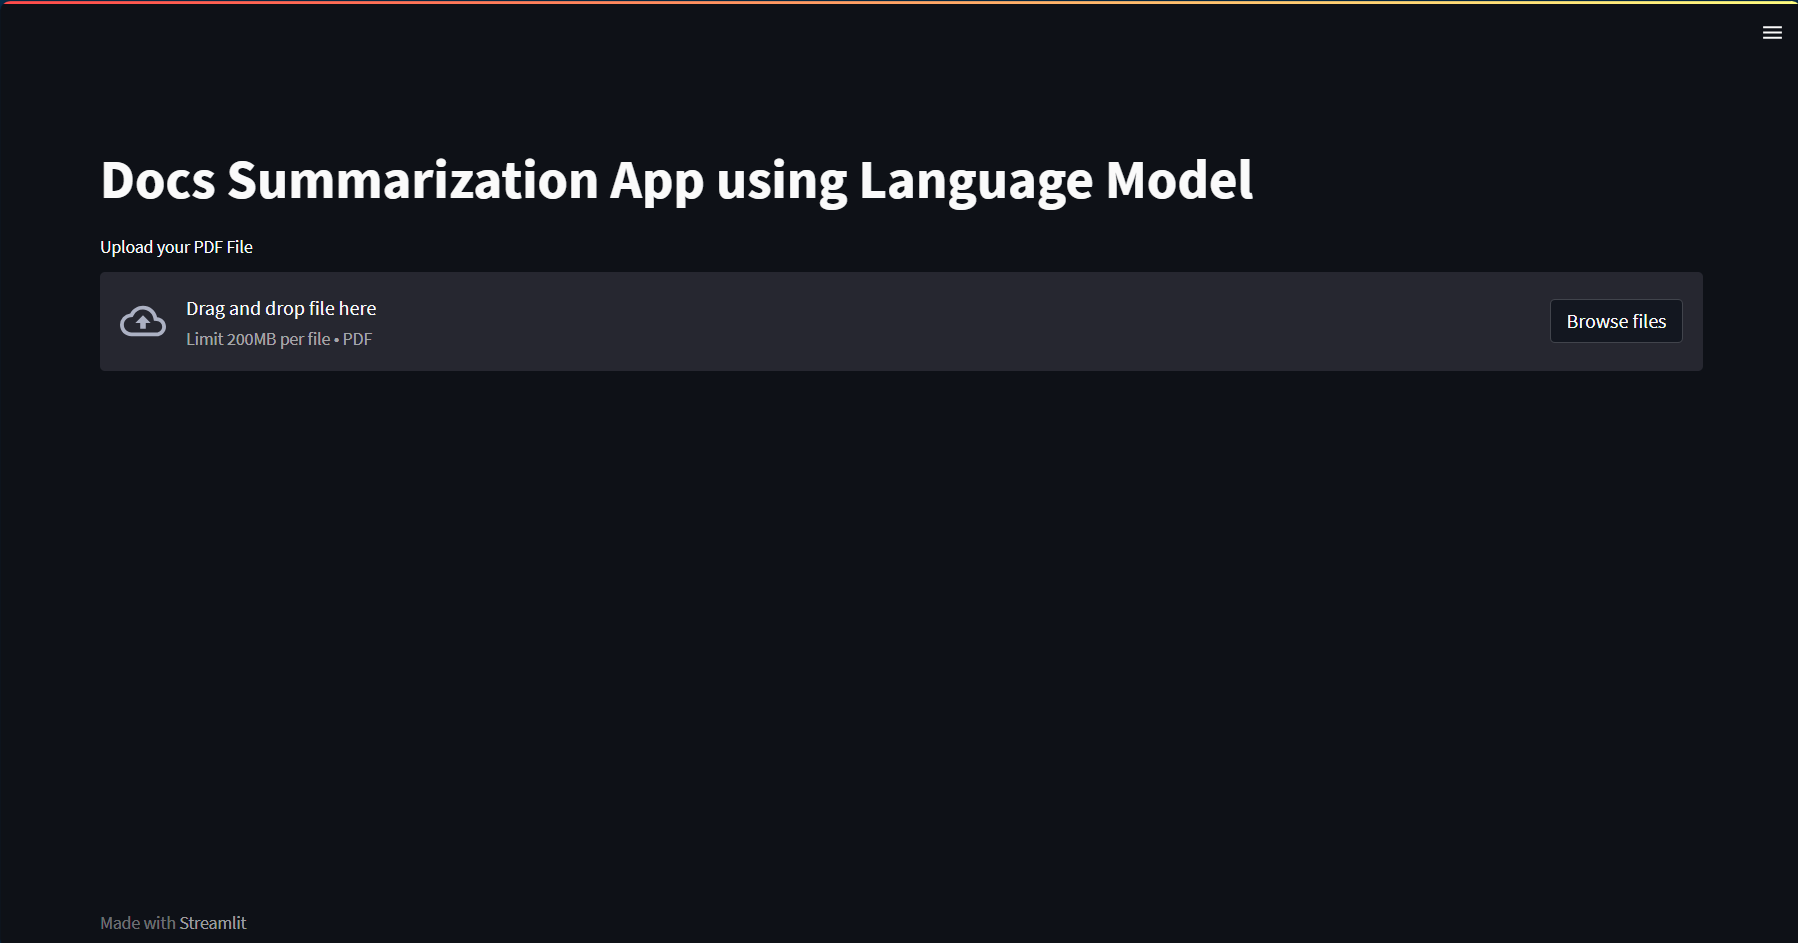 Docs Summarization App using Language Model
Upload your PDF File
Drag and drop file here
Limit 200MB per file • PDF
Browse files
Made with Streamlit